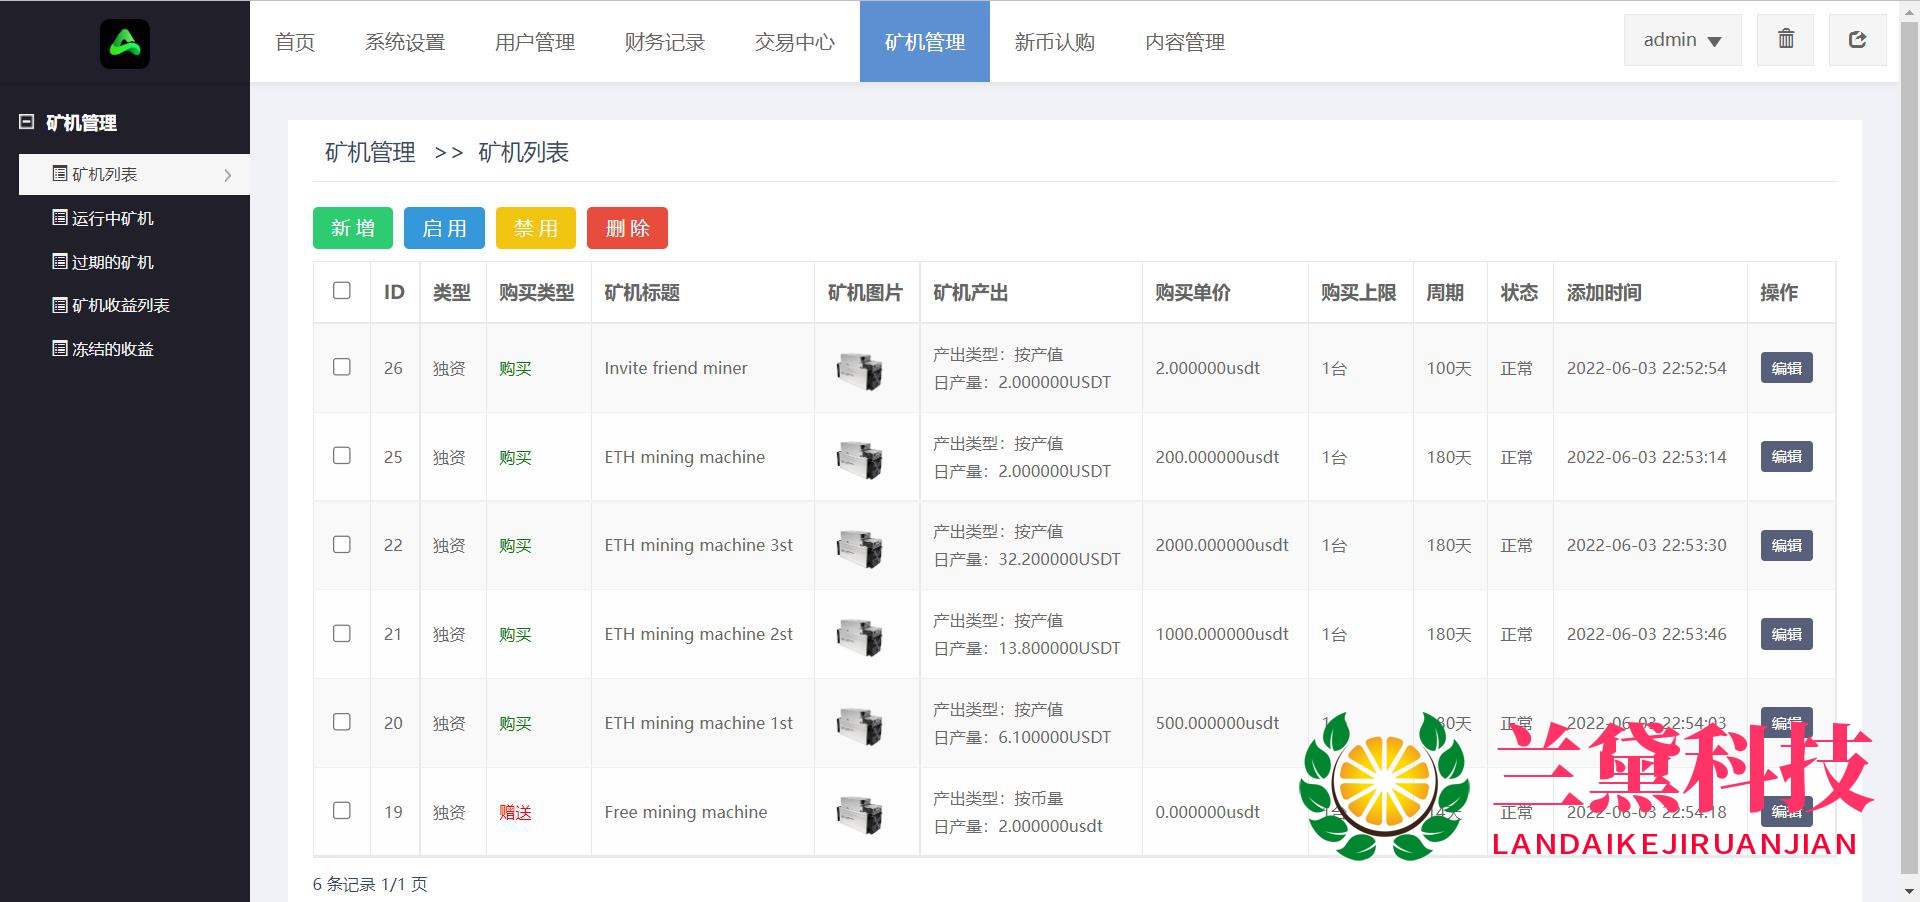 首页 系统设置 用户管理 财务记录 交易中心 矿机管理 新币认购 内容管理 admin
矿机管理
矿机列表
运行中矿机
过期的矿机
矿机收益列表
冻结的收益
矿机管理 >> 矿机列表
新增 启用 禁用 删除
ID 类型 购买类型 矿机标题 矿机图片 矿机产出 购买单价 购买上限 周期 状态 添加时间 操作
26 独资 购买 Invite friend miner 产出类型：按产值 2.000000usdt 1台 100天 正常 2022-06-03 22:52:54 编辑
日产量：2.000000USDT
25 独资 购买 ETH mining machine 产出类型：按产值 200.000000usdt 1台 180天 正常 2022-06-03 22:53:14 编辑
日产量：2.000000USDT
22 独资 购买 ETH mining machine 3st 产出类型：按产值 2000.000000usdt 1台 180天 正常 2022-06-03 22:53:30 编辑
日产量：32.200000USDT
21 独资 购买 ETH mining machine 2st 产出类型：按产值 1000.000000usdt 1台 180天 正常 2022-06-03 22:53:46 编辑
日产量：13.800000USDT
20 独资 购买 ETH mining machine 1st 产出类型：按产值 500.000000usdt 正常 2022-06-03 22:54:03 编辑
日产量：6.100000USDT
19 独资 赠送 Free mining machine 产出类型：按币量 0.000000usdt 1台 14天 正常 2022-06-03 22:54:18 编辑
日产量：2.000000usdt
兰黛科技
LANDAIKEJIRUANJIAN
6 条记录 1/1 页